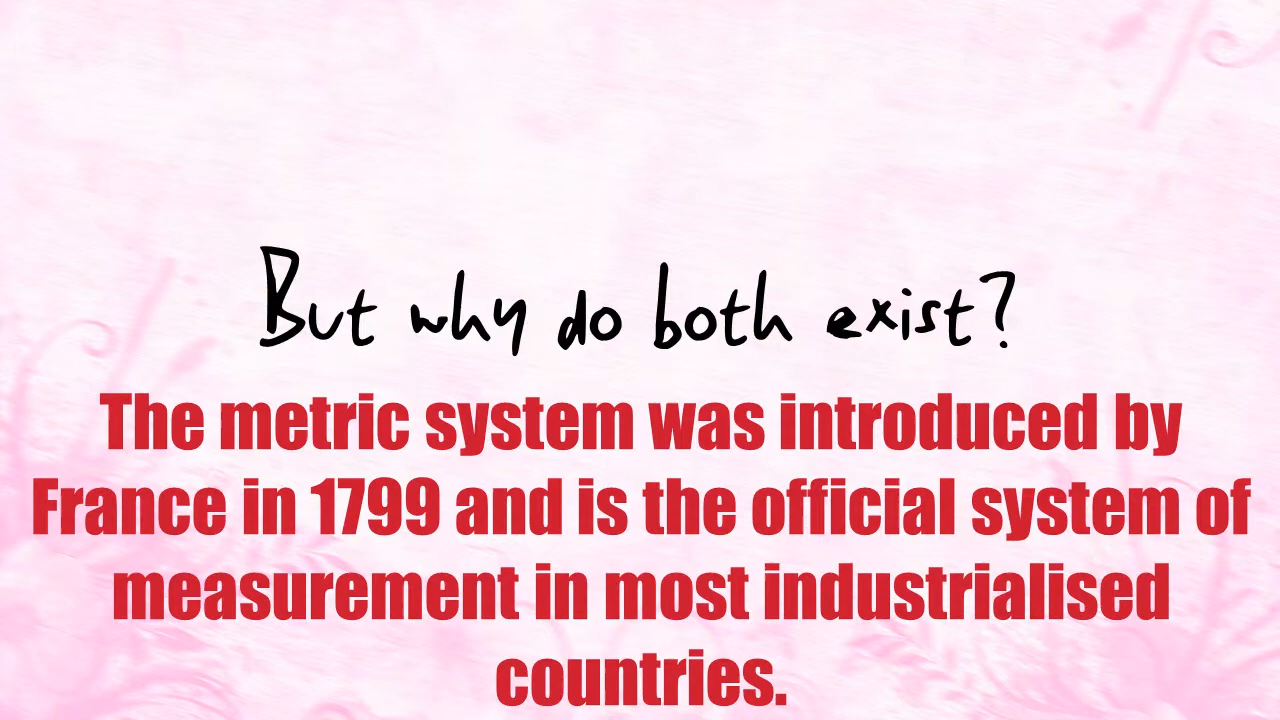 But why do both exist?
The metric system was introduced by
France in 1799 and is the official system of
measurement in most industrialised
countries.